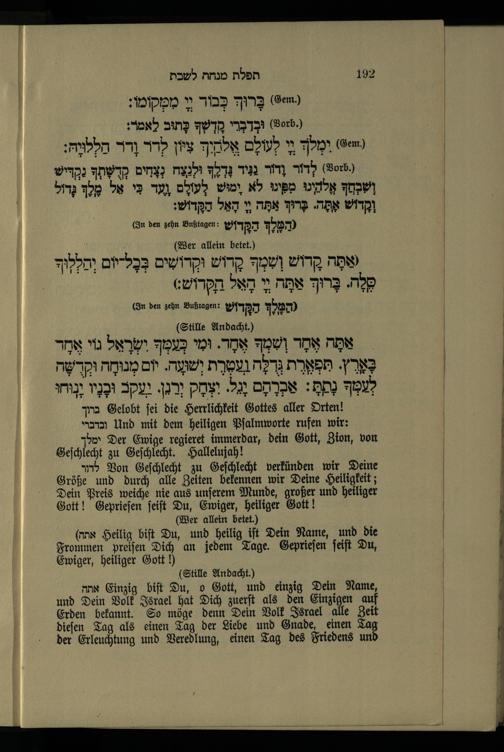 192 תפלת מנחה לשבת
(Gem.) בָּרוּךְ כְּבוֹד יְיָ מִמְּקוֹמוֹ:
(Vorb.) וּבְדִבְרֵי קָדְשְׁךָ כָּתוּב לֵאמֹר:
(Gem.) יִמְלֹךְ יְיָ לְעוֹלָם אֱלֹהַיִךְ צִיּוֹן לְדֹר וָדֹר הַלְלוּיָהּ:
(Vorb.) לְדוֹר וָדוֹר נַגִּיד גָּדְלֶךָ וּלְנֵצַח נְצָחִים קְדֻשָּׁתְךָ נַקְדִּישׁ
וְשִׁבְחֲךָ אֱלֹהֵינוּ מִפִּינוּ לֹא יָמוּשׁ לְעוֹלָם וָעֶד כִּי אֵל מֶלֶךְ גָּדוֹל
וְקָדוֹשׁ אָתָּה. בָּרוּךְ אַתָּה יְיָ הָאֵל הַקָּדוֹשׁ:
(In den zehn Bußtagen: הַמֶּלֶךְ הַקָּדוֹשׁ)
(Wer allein betet.)
(אַתָּה קָדוֹשׁ וְשִׁמְךָ קָדוֹשׁ וּקְדוֹשִׁים בְּכָל־יוֹם יְהַלְלוּךָ
סֶּלָה. בָּרוּךְ אַתָּה יְיָ הָאֵל הַקָּדוֹשׁ:)
(In den zehn Bußtagen: הַמֶּלֶךְ הַקָּדוֹשׁ)
(Stille Andacht.)
אַתָּה אֶחָד וְשִׁמְךָ אֶחָד. וּמִי כְּעַמְּךָ יִשְׂרָאֵל גּוֹי אֶחָד
בָּאָרֶץ. תִּפְאֶרֶת גְּדֻלָּה וַעֲטֶרֶת יְשׁוּעָה. יוֹם מְנוּחָה וּקְדֻשָּׁה
לְעַמְּךָ נָתָתָּ: אַבְרָהָם יָגֵל. יִצְחָק יְרַנֵּן. יַעֲקֹב וּבָנָיו יָנוּחוּ
ברוך Gelobt sei die Herrlichkeit Gottes aller Orten!
ובדברי Und mit dem heiligen Psalmworte rufen wir:
ימלך Der Ewige regieret immerdar, dein Gott, Zion, von
Geschlecht zu Geschlecht. Hallelujah!
לדור Von Geschlecht zu Geschlecht verkünden wir Deine
Größe und durch alle Zeiten bekennen wir Deine Heiligkeit;
Dein Preis weiche nie aus unserem Munde, großer und heiliger
Gott! Gepriesen seist Du, Ewiger, heiliger Gott!
(Wer allein betet.)
(אתה Heilig bist Du, und heilig ist Dein Name, und die
Frommen preisen Dich an jedem Tage. Gepriesen seist Du,
Ewiger, heiliger Gott!)
(Stille Andacht.)
אתה Einzig bist Du, o Gott, und einzig Dein Name,
und Dein Volk Israel hat Dich zuerst als den Einzigen auf
Erden bekannt. So möge denn Dein Volk Israel alle Zeit
diesen Tag als einen Tag der Liebe und Gnade, einen Tag
der Erleuchtung und Veredlung, einen Tag des Friedens und